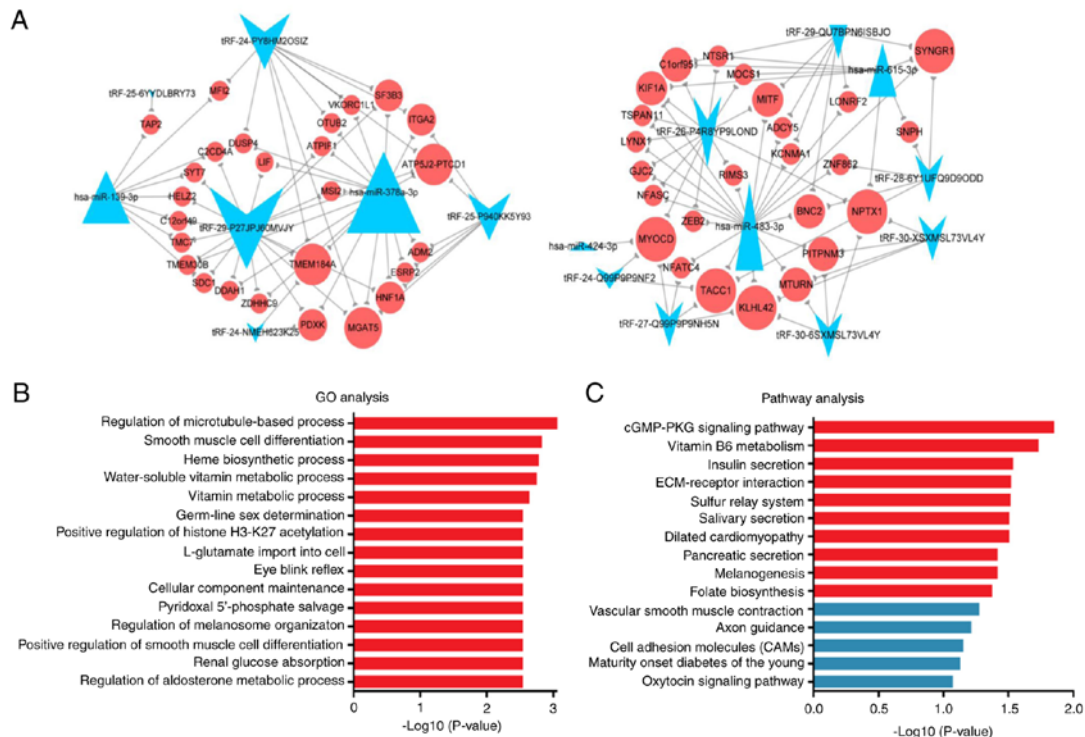 A
tRF-24-PY8HM2OSIZ
tRF-25-6YYDLBRY73
MFI2
TAP2
VKORC1L1
SF3B3
OTUB2
ITGA2
DUSP4
ATPIF1
C2CD4A
ATP5J2-PTCD1
SYT7
LIF
MSI2
hsa-miR-378a-3p
hsa-miR-139-3p
HELZ2
C12orf49
tRF-29-P27JPJ60MVJY
tRF-25-P940KK5Y93
TMC7
TMEM30B
TMEM184A
ADM2
SDC1
ESRP2
DDAH1
HNF1A
ZDHHC9
tRF-24-NMEH623K25
PDXK
MGAT5
tRF-29-QU7BPN6ISBJO
NTSR1
SYNGR1
C1orf95
MOCS1
hsa-miR-615-3p
KIF1A
MITF
LONRF2
TSPAN11
tRF-26-P4R8YP9LOND
ADCY5
SNPH
LYNX1
KCNMA1
GJC2
ZNF862
RIMS3
tRF-28-6Y1UFQ9D9ODD
NFASC
ZEB2
BNC2
NPTX1
hsa-miR-483-3p
tRF-30-XSXMSL73VL4Y
MYOCD
hsa-miR-424-3p
PITPNM3
NFATC4
tRF-24-Q99P9P9NF2
MTURN
TACC1
KLHL42
tRF-27-Q99P9P9NH5N
tRF-30-6SXMSL73VL4Y
B
GO analysis
Regulation of microtubule-based process
Smooth muscle cell differentiation
Heme biosynthetic process
Water-soluble vitamin metabolic process
Vitamin metabolic process
Germ-line sex determination
Positive regulation of histone H3-K27 acetylation
L-glutamate import into cell
Eye blink reflex
Cellular component maintenance
Pyridoxal 5'-phosphate salvage
Regulation of melanosome organizaton
Positive regulation of smooth muscle cell differentiation
Renal glucose absorption
Regulation of aldosterone metabolic process
0 1 2 3
-Log10 (P-value)
C
Pathway analysis
cGMP-PKG signaling pathway
Vitamin B6 metabolism
Insulin secretion
ECM-receptor interaction
Sulfur relay system
Salivary secretion
Dilated cardiomyopathy
Pancreatic secretion
Melanogenesis
Folate biosynthesis
Vascular smooth muscle contraction
Axon guidance
Cell adhesion molecules (CAMs)
Maturity onset diabetes of the young
Oxytocin signaling pathway
0.0 0.5 1.0 1.5 2.0
-Log10 (P-value)